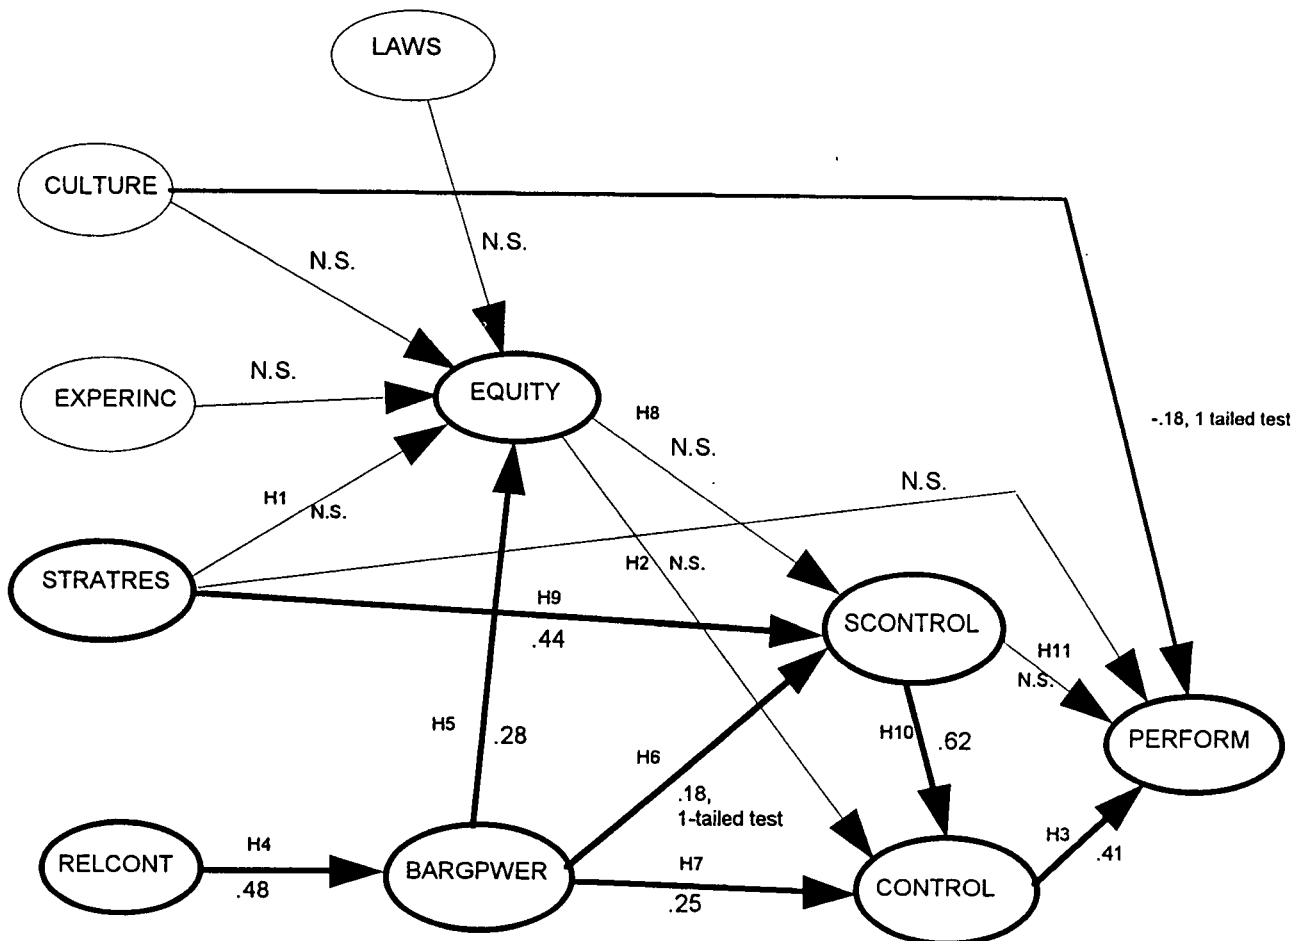 LAWS
CULTURE
N.S.
N.S.
EXPERINC
N.S.
EQUITY
H8
N.S.
-.18, 1 tailed test
N.S.
H1
N.S.
STRATRES
H2
N.S.
H9
.44
SCONTROL
H11
N.S.
H5
.28
H6
.18,
1-tailed test
H10
.62
PERFORM
RELCONT
H4
.48
BARGPWER
H7
.25
CONTROL
H3
.41